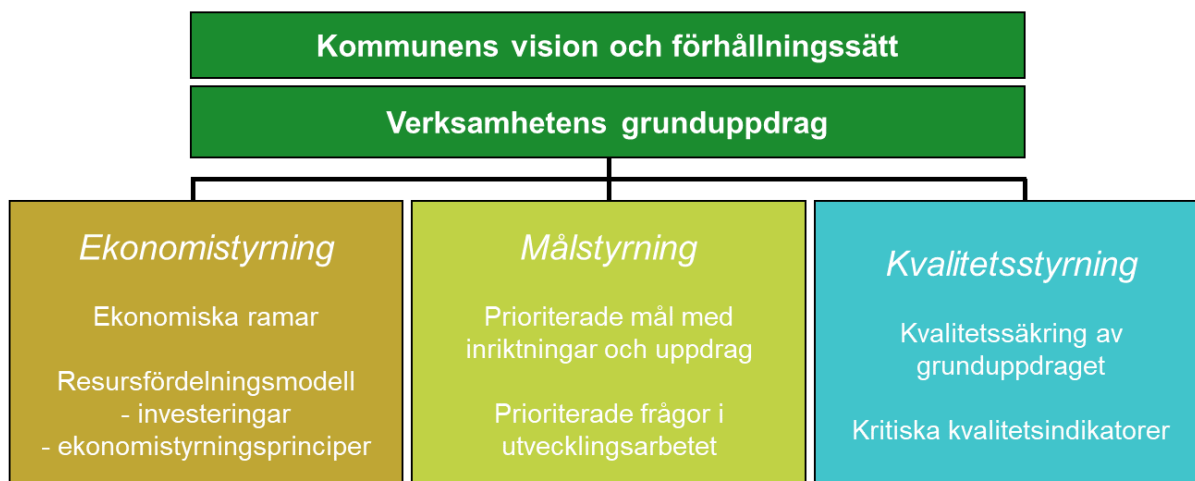 Kommunens vision och förhållningssätt
Verksamhetens grunduppdrag
Ekonomistyrning
Ekonomiska ramar
Resursfördelningsmodell
- investeringar
- ekonomistyrningsprinciper
Målstyrning
Prioriterade mål med
inriktningar och uppdrag
Prioriterade frågor i
utvecklingsarbetet
Kvalitetsstyrning
Kvalitetssäkring av
grunduppdraget
Kritiska kvalitetsindikatorer